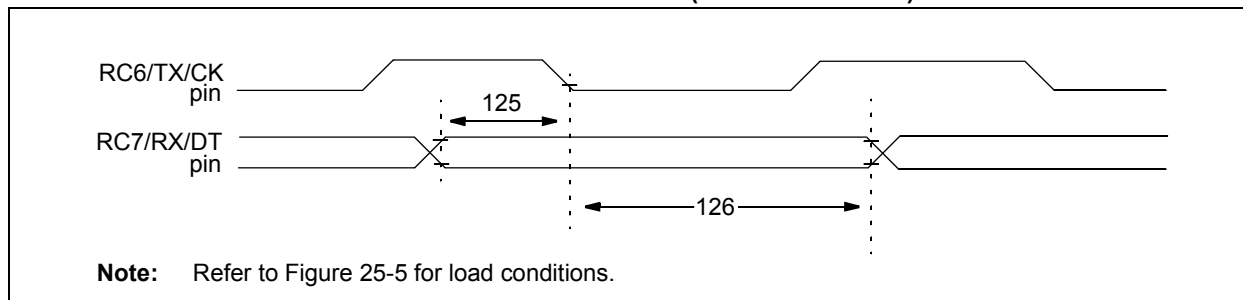 RC6/TX/CK
pin
125
RC7/RX/DT
pin
126
Note: Refer to Figure 25-5 for load conditions.